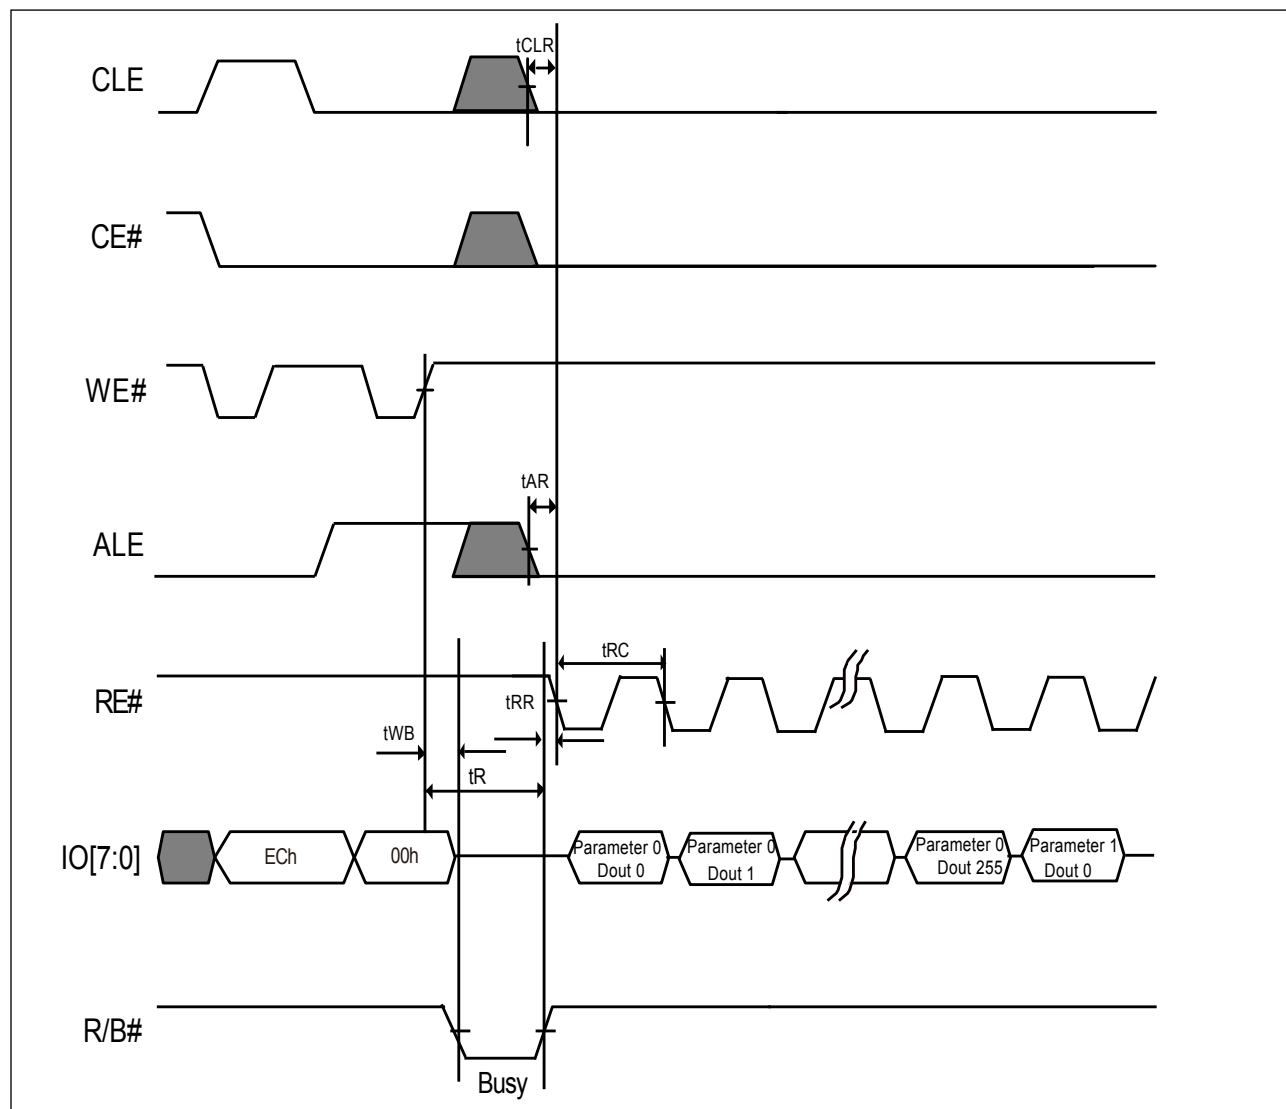 tCLR
CLE
CE#
WE#
tAR
ALE
tRC
RE#
tRR
tWB
tR
IO[7:0]
ECh
00h
Parameter 0
Dout 0
Parameter 0
Dout 1
Parameter 0
Dout 255
Parameter 1
Dout 0
R/B#
Busy